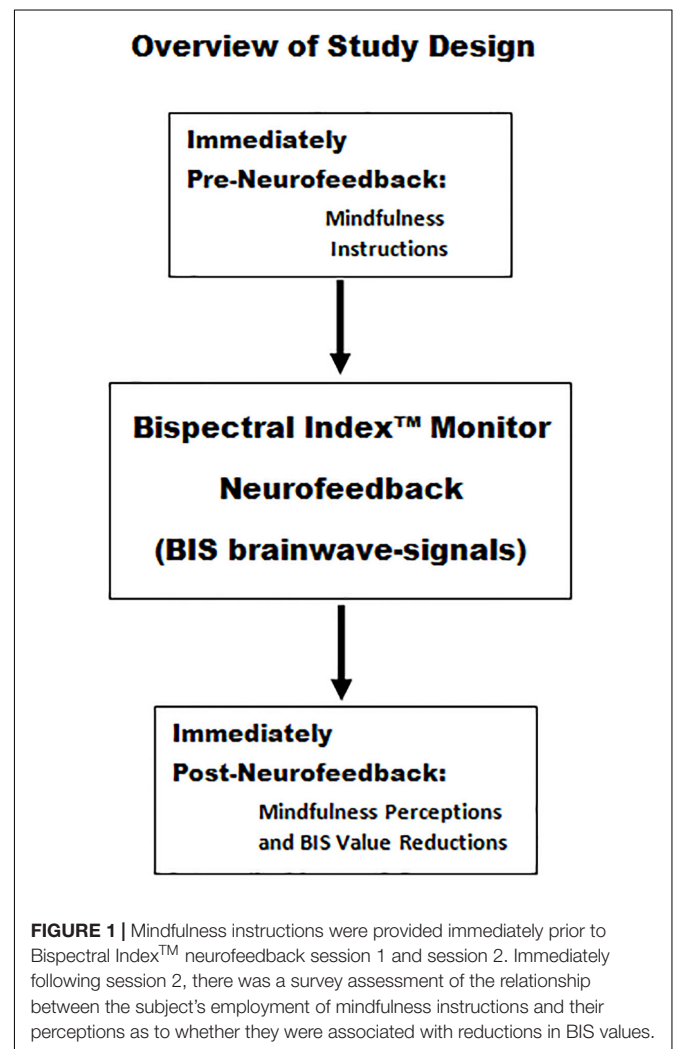 Overview of Study Design
Immediately
Pre-Neurofeedback:
Mindfulness
Instructions
Bispectral Index™ Monitor
Neurofeedback
(BIS brainwave-signals)
Immediately
Post-Neurofeedback:
Mindfulness Perceptions
and BIS Value Reductions
FIGURE 1 | Mindfulness instructions were provided immediately prior to
Bispectral Index™ neurofeedback session 1 and session 2. Immediately
following session 2, there was a survey assessment of the relationship
between the subject's employment of mindfulness instructions and their
perceptions as to whether they were associated with reductions in BIS values.